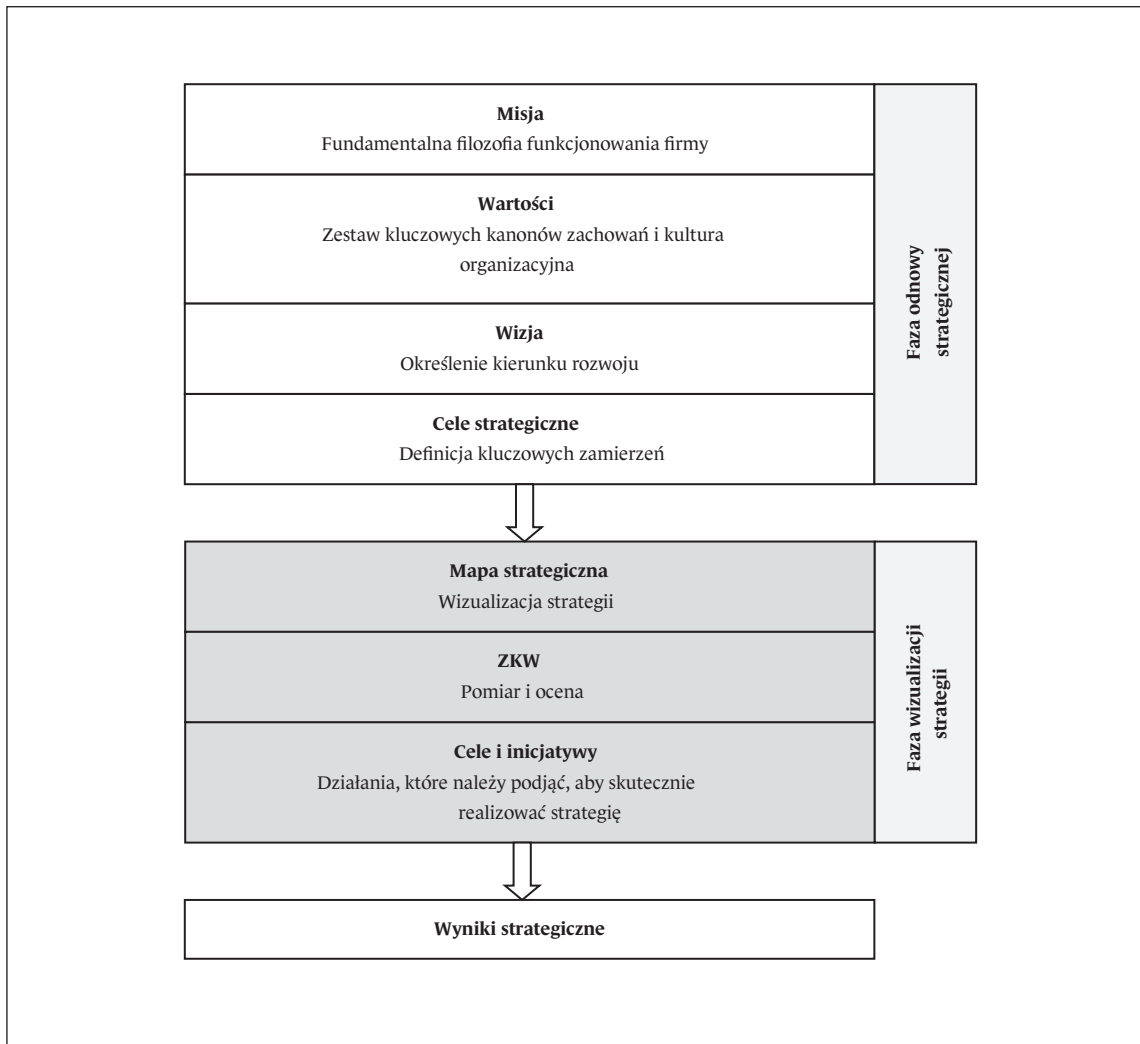 Misja
Fundamentalna filozofia funkcjonowania firmy
Wartości
Zestaw kluczowych kanonów zachowań i kultura
organizacyjna
Wizja
Określenie kierunku rozwoju
Cele strategiczne
Definicja kluczowych zamierzeń
Faza odnowy
strategicznej
Mapa strategiczna
Wizualizacja strategii
ZKW
Pomiar i ocena
Cele i inicjatywy
Działania, które należy podjąć, aby skutecznie
realizować strategię
Faza wizualizacji
strategii
Wyniki strategiczne